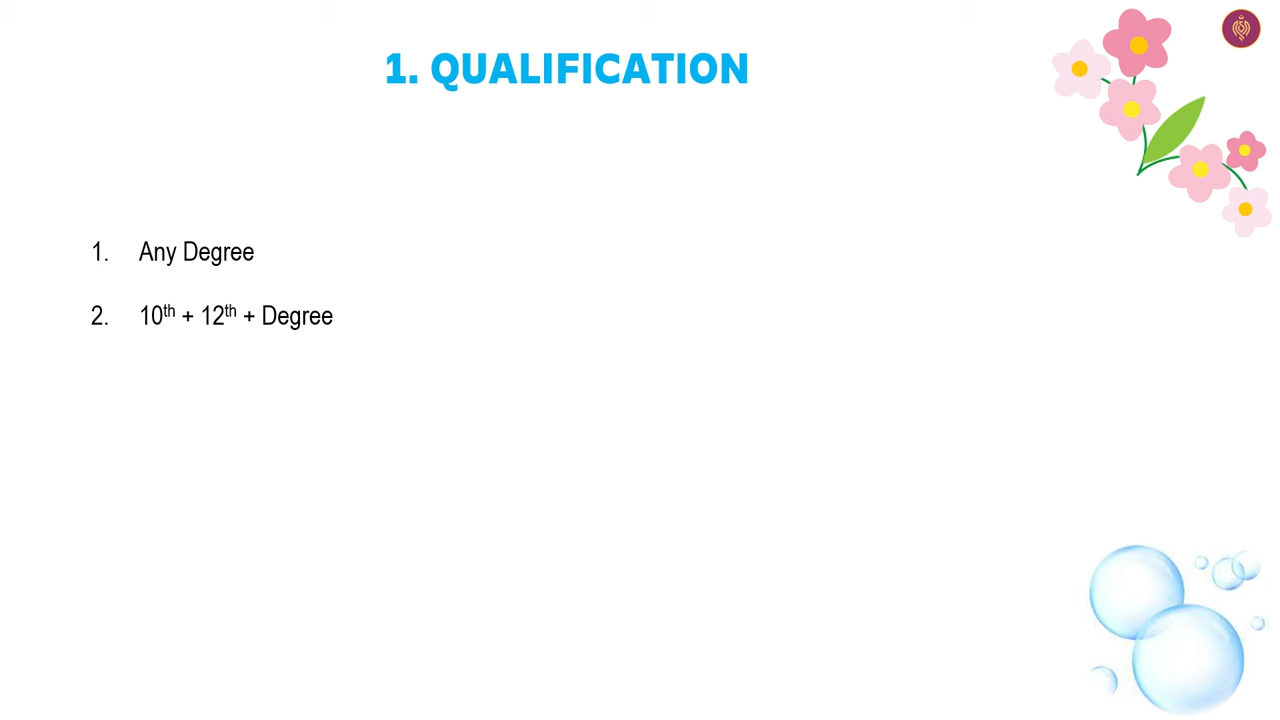 1. QUALIFICATION
1. Any Degree
2. 10th + 12th + Degree